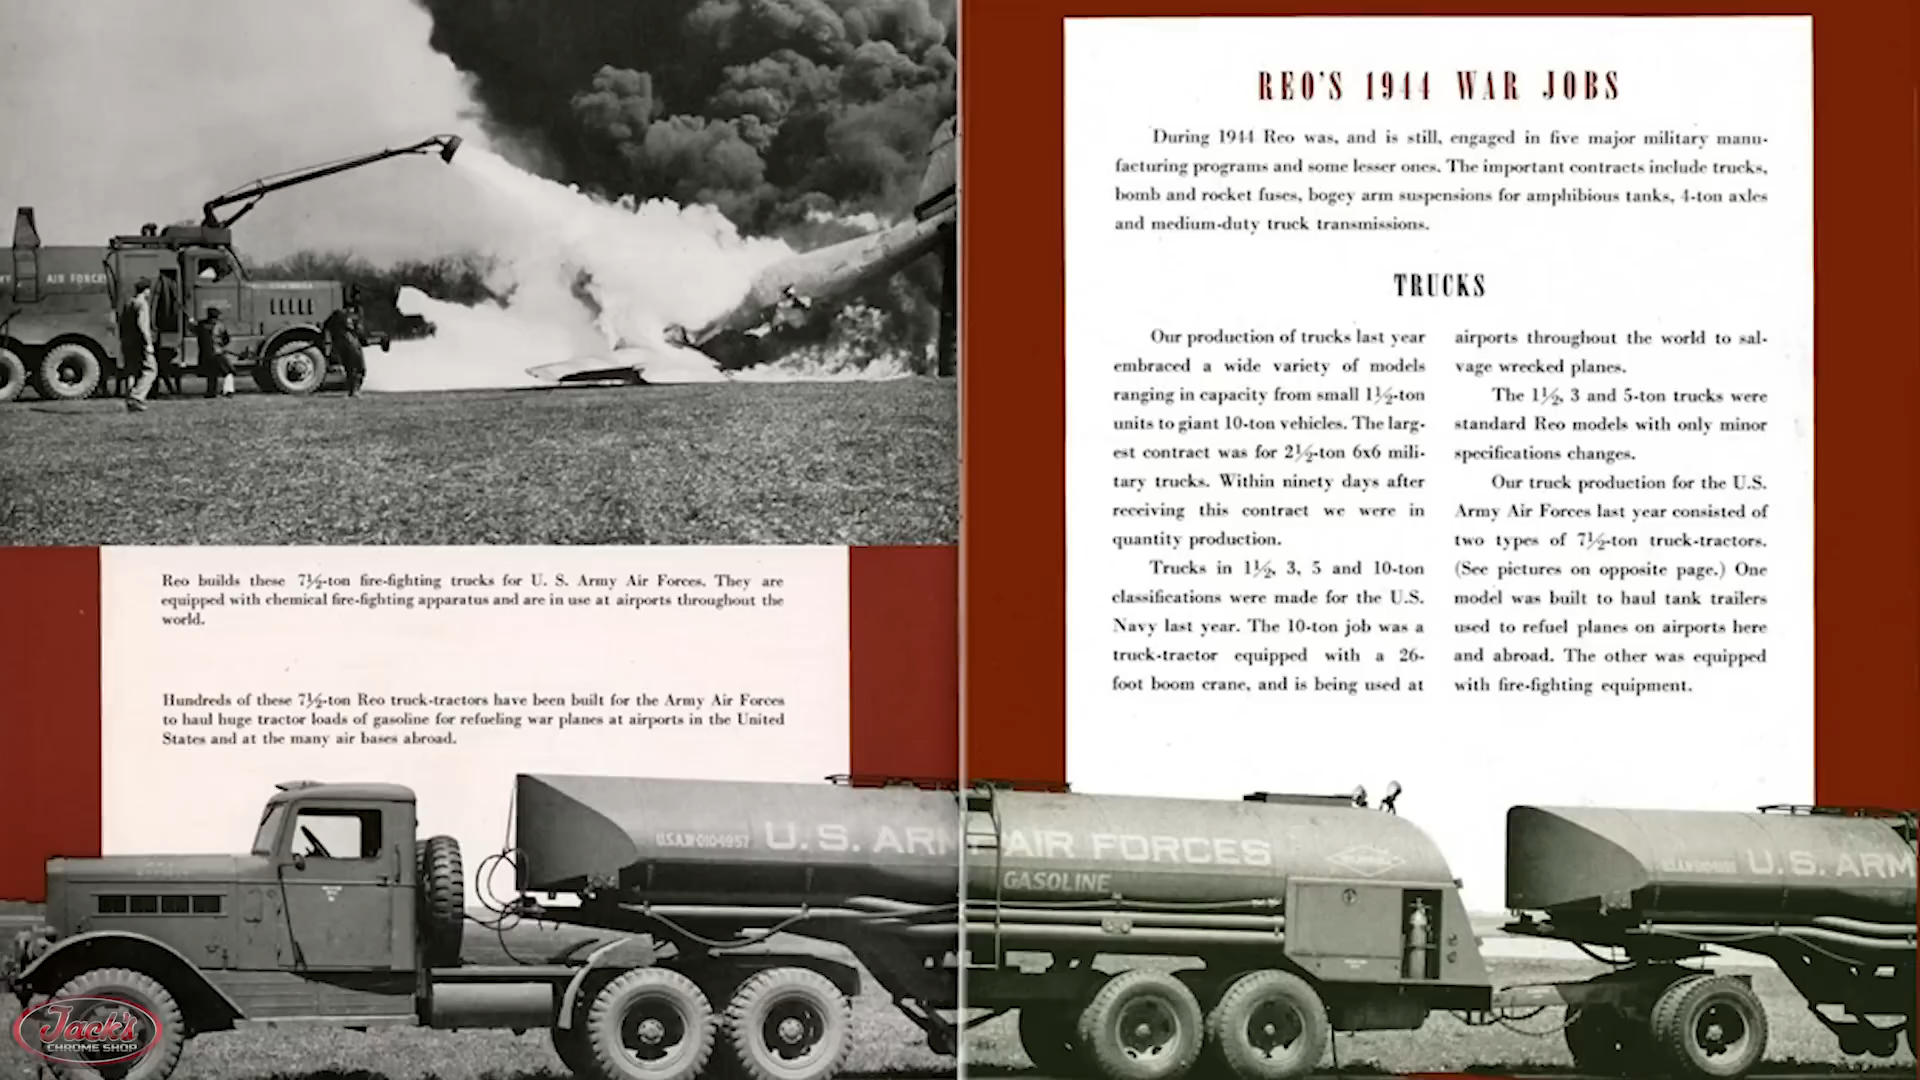 AIR FORCES
Reo builds these 7½-ton fire-fighting trucks for U. S. Army Air Forces. They are
equipped with chemical fire-fighting apparatus and are in use at airports throughout the
world.
Hundreds of these 7½-ton Reo truck-tractors have been built for the Army Air Forces
to haul huge tractor loads of gasoline for refueling war planes at airports in the United
States and at the many air bases abroad.
REO'S 1944 WAR JOBS
During 1944 Reo was, and is still, engaged in five major military manu-
facturing programs and some lesser ones. The important contracts include trucks,
bomb and rocket fuses, bogey arm suspensions for amphibious tanks, 4-ton axles
and medium-duty truck transmissions.
TRUCKS
Our production of trucks last year
embraced a wide variety of models
ranging in capacity from small 1½-ton
units to giant 10-ton vehicles. The larg-
est contract was for 2½-ton 6x6 mili-
tary trucks. Within ninety days after
receiving this contract we were in
quantity production.
Trucks in 1½, 3, 5 and 10-ton
classifications were made for the U.S.
Navy last year. The 10-ton job was a
truck-tractor equipped with a 26-
foot boom crane, and is being used at
airports throughout the world to sal-
vage wrecked planes.
The 1½, 3 and 5-ton trucks were
standard Reo models with only minor
specifications changes.
Our truck production for the U.S.
Army Air Forces last year consisted of
two types of 7½-ton truck-tractors.
(See pictures on opposite page.) One
model was built to haul tank trailers
used to refuel planes on airports here
and abroad. The other was equipped
with fire-fighting equipment.
U.S. ARMY AIR FORCES
GASOLINE
U.S. ARM
Jack's
CHROME SHOP